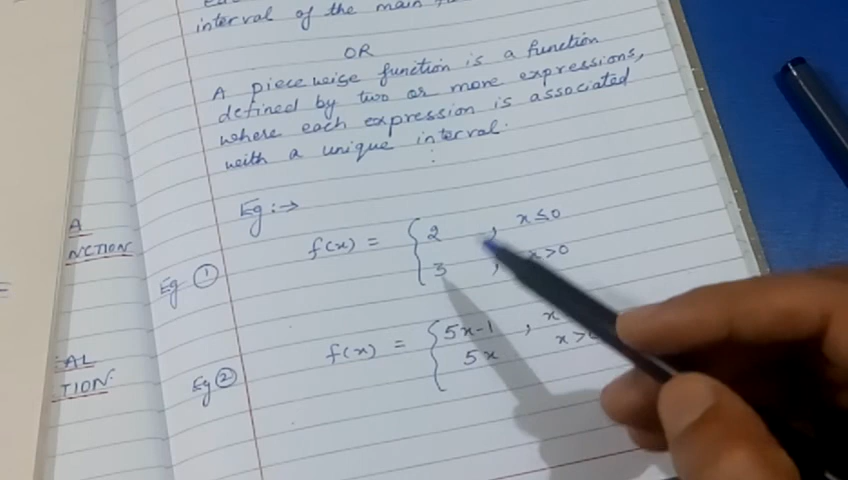 interval of the main
OR
A piece weise function is a function
defined by two or more expressions,
where each expression is associated
with a unique interval.
Eg :→
A
NCTION
Eg ① f(x) = { 2 , x ≤ 0
3 , x > 0
AL
TION.
Eg ② f(x) = { 5x-1 , x
5x x >